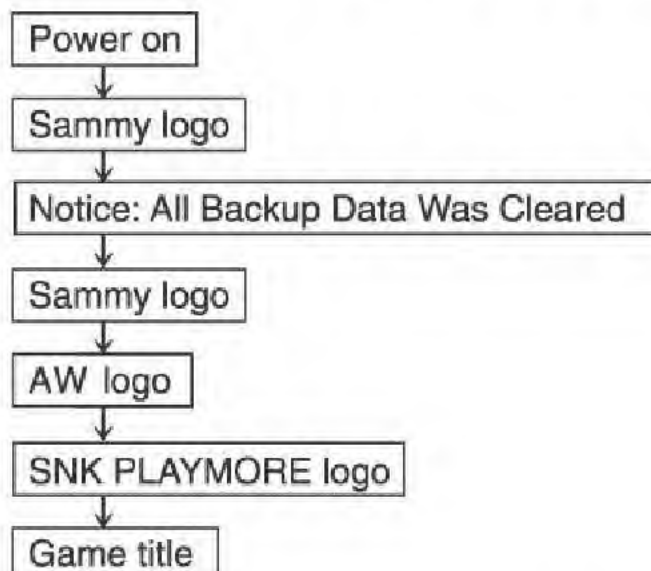 Power on
Sammy logo
Notice: All Backup Data Was Cleared
Sammy logo
AW logo
SNK PLAYMORE logo
Game title